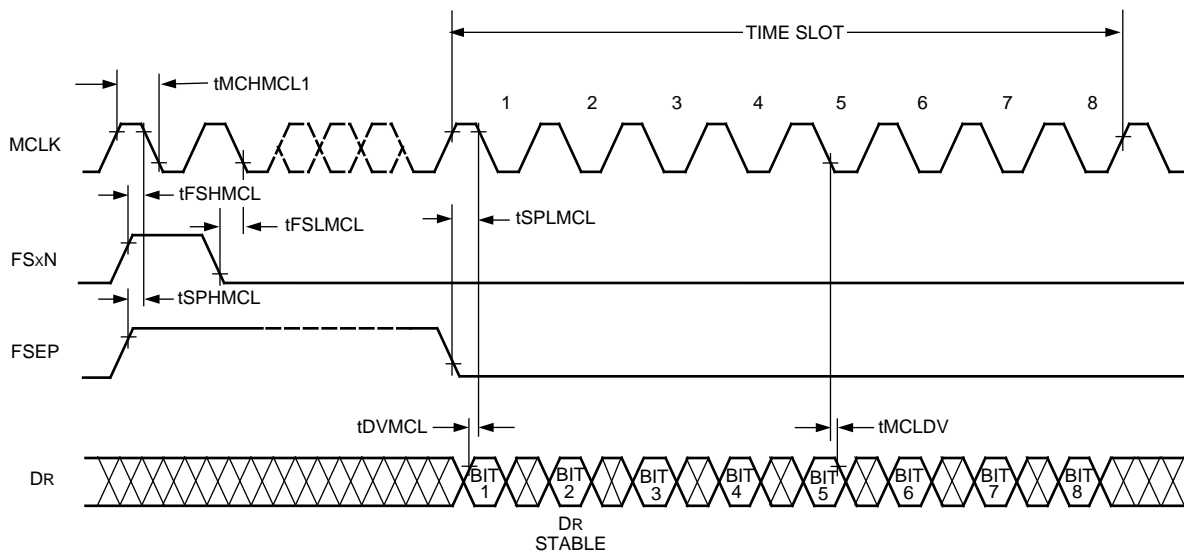 TIME SLOT
tMCHMCL1
1 2 3 4 5 6 7 8
MCLK
tFSHMCL
tFSLMCL
tSPLMCL
FSXN
tSPHMCL
FSEP
tDVMCL
tMCLDV
DR
BIT 1
BIT 2
BIT 3
BIT 4
BIT 5
BIT 6
BIT 7
BIT 8
DR
STABLE